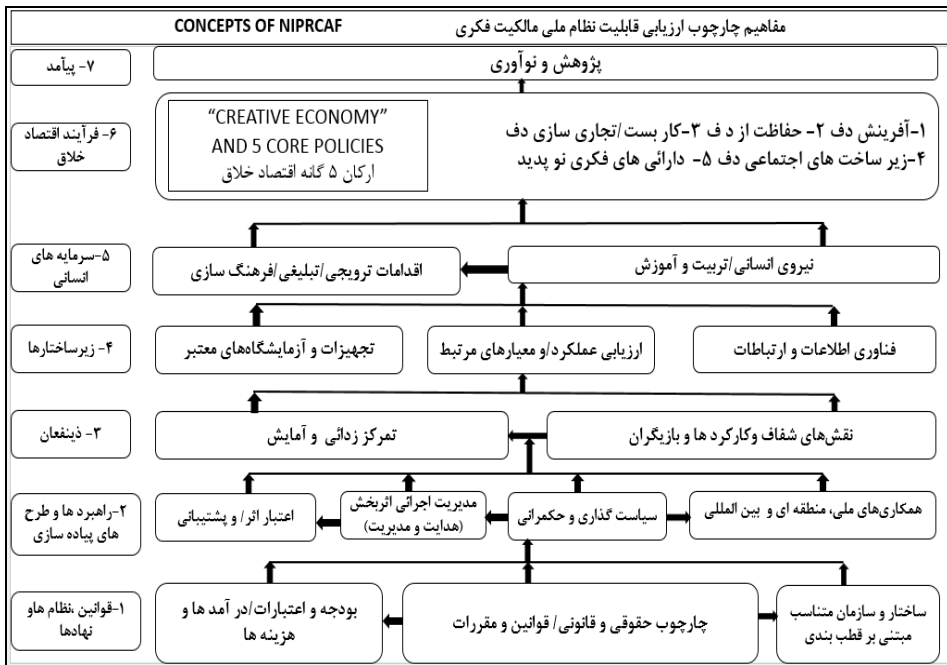 مفاهیم چارچوب ارزیابی قابلیت نظام ملی مالکیت فکری CONCEPTS OF NIPRCAF
پژوهش و نوآوری
۷- پیآمد
۱-آفرینش دف ۲- حفاظت از د ف ۳-کار بست/تجاری سازی دف
۴-زیر ساخت های اجتماعی دف ۵- دارائی های فکری نو پدید
“CREATIVE ECONOMY”
AND 5 CORE POLICIES
ارکان ۵ گانه اقتصاد خلاق
۶- فرآیند اقتصاد
خلاق
نیروی انسانی/تربیت و آموزش
اقدامات ترویجی/تبلیغی/فرهنگ سازی
۵-سرمایه های
انسانی
فناوری اطلاعات و ارتباطات
ارزیابی عملکرد/و معیارهای مرتبط
تجهیزات و آزمایشگاه‌های معتبر
۴- زیرساختارها
نقش‌های شفاف وکارکرد ها و بازیگران
تمرکز زدائی و آمایش
۳- ذینفعان
همکاری‌های ملی، منطقه ای و بین المللی
سیاست گذاری و حکمرانی
مدیریت اجرائی اثربخش
(هدایت و مدیریت)
اعتبار اثر/ و پشتیبانی
۲-راهبرد ها و طرح
های پیاده سازی
ساختار و سازمان متناسب
مبتنی بر قطب بندی
چارچوب حقوقی و قانونی/ قوانین و مقررات
بودجه و اعتبارات/در آمد ها و
هزینه ها
۱-قوانین ،نظام هاو
نهادها